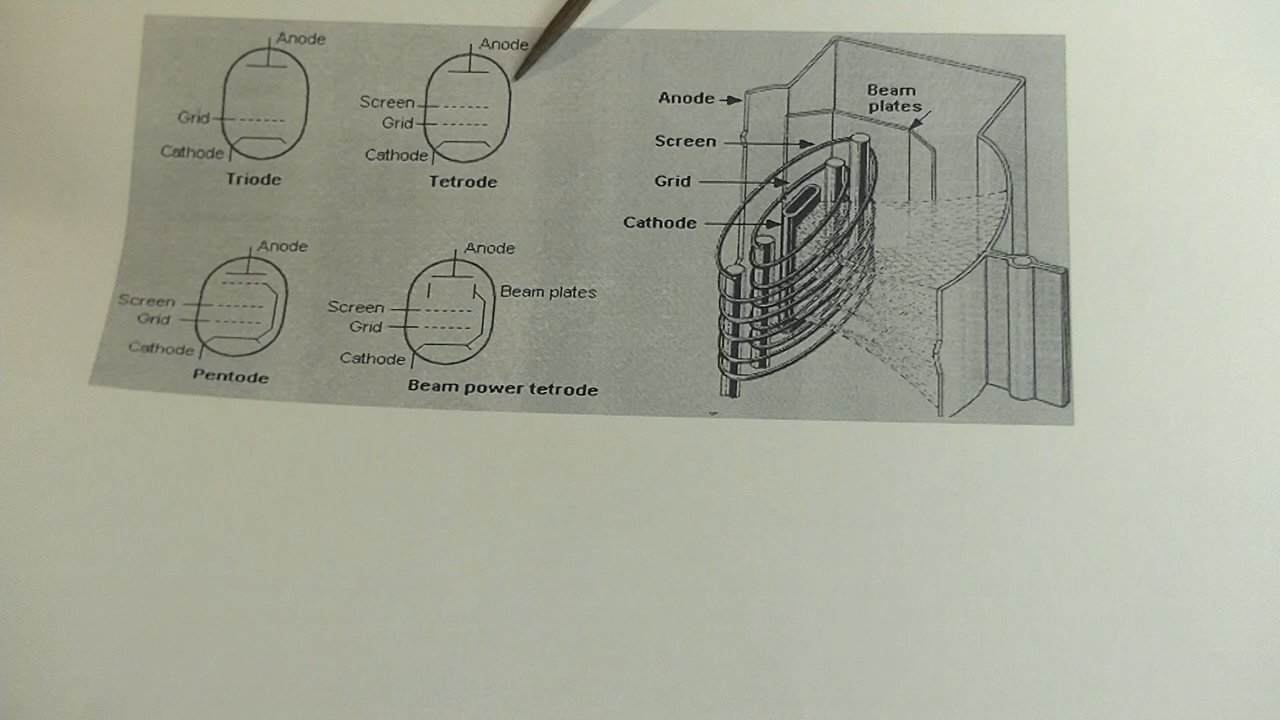 Anode
Grid
Cathode
Triode
Anode
Screen
Grid
Cathode
Tetrode
Anode
Screen
Grid
Cathode
Pentode
Anode
Beam plates
Screen
Grid
Cathode
Beam power tetrode
Anode
Beam
plates
Screen
Grid
Cathode